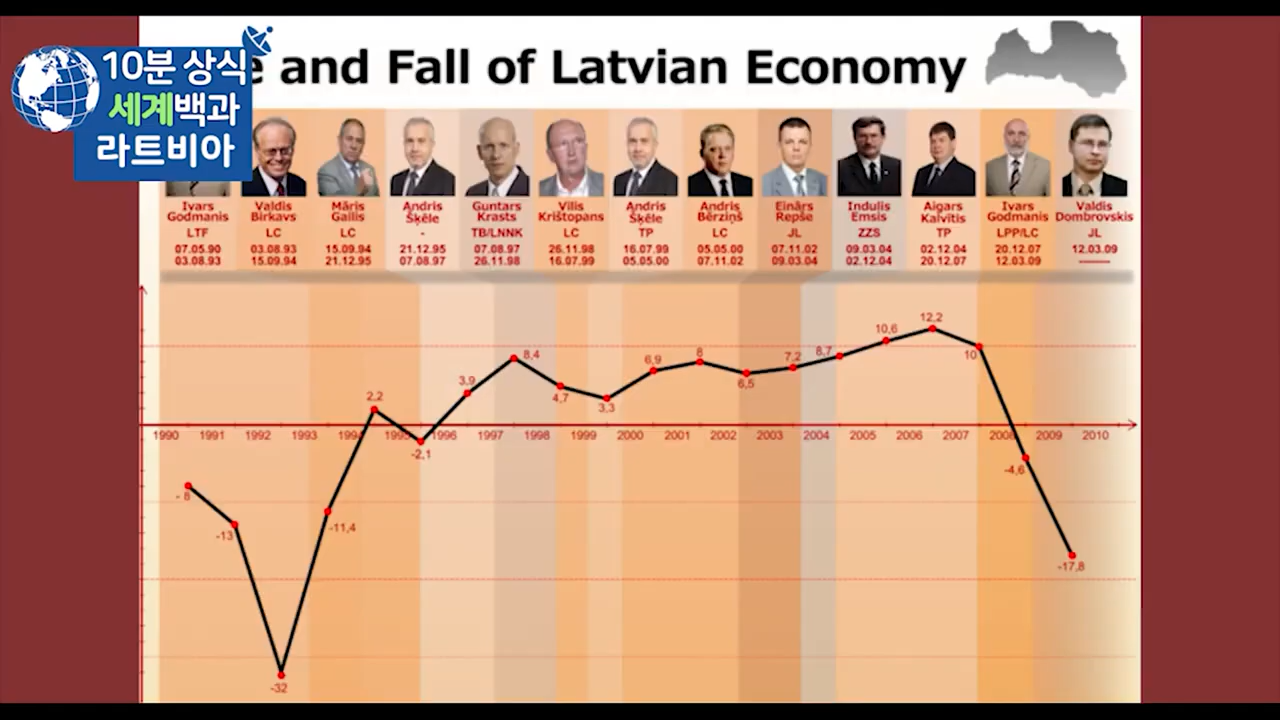 10분 상식
세계백과
라트비아
e and Fall of Latvian Economy
Ivars Godmanis
LTF
07.05.90
03.08.93
Valdis Birkavs
LC
03.08.93
15.09.94
Māris Gailis
LC
15.09.94
21.12.95
Andris Šķēle
-
21.12.95
07.08.97
Guntars Krasts
TB/LNNK
07.08.97
26.11.98
Vilis Krištopans
LC
26.11.98
16.07.99
Andris Šķēle
TP
16.07.99
05.05.00
Andris Bērziņš
LC
05.05.00
07.11.02
Einārs Repše
JL
07.11.02
09.03.04
Indulis Emsis
ZZS
09.03.04
02.12.04
Aigars Kalvītis
TP
02.12.04
20.12.07
Ivars Godmanis
LPP/LC
20.12.07
12.03.09
Valdis Dombrovskis
JL
12.03.09
12,2
10,6
8,7
10
8,4
8
7,2
6,9
6,5
4,7
3,9
3,3
2,2
1990 1991 1992 1993 1994 1995 1996 1997 1998 1999 2000 2001 2002 2003 2004 2005 2006 2007 2008 2009 2010
-2,1
-4,6
- 8
-13
-11,4
-17,8
-32